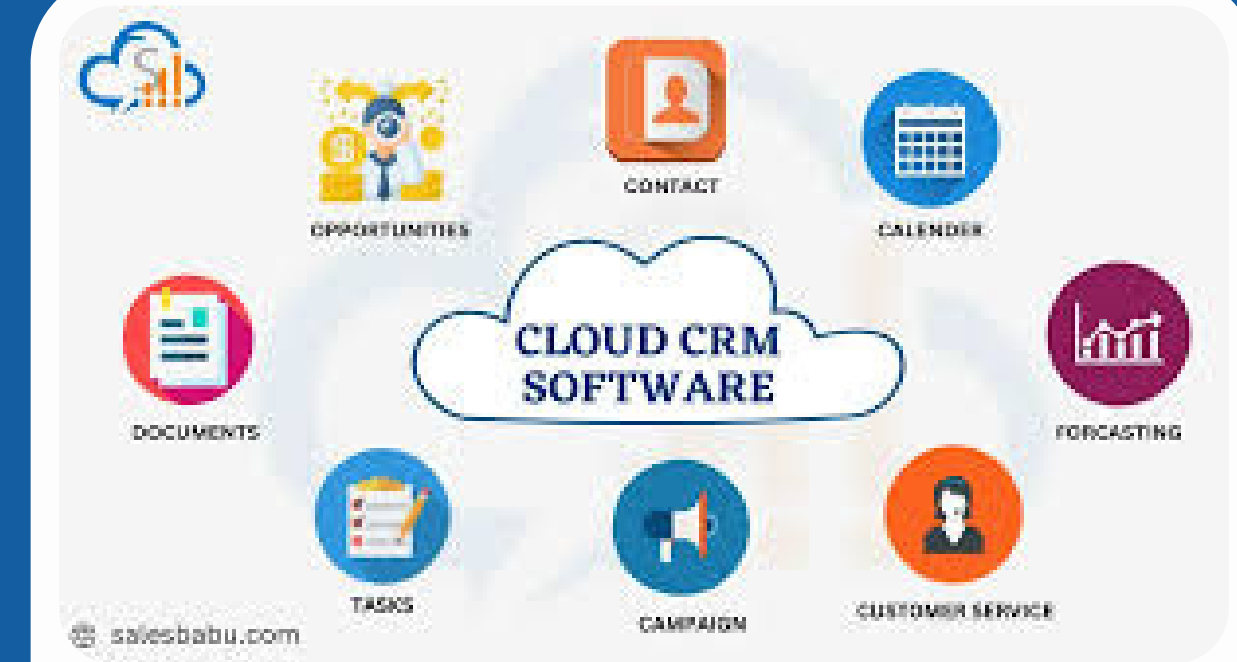 CONTACT
OPPORTUNITIES
CALENDER
CLOUD CRM
SOFTWARE
DOCUMENTS
FORCASTING
TASKS
CAMPAIGN
CUSTOMER SERVICE
salesbabu.com